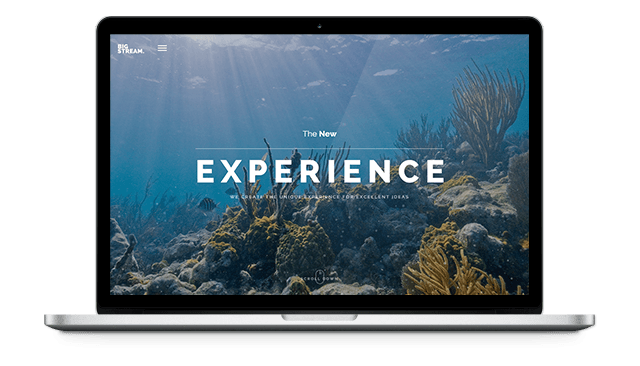 BIG
STREAM.
The New
EXPERIENCE
WE CREATE THE UNIQUE EXPERIENCE FOR EXCELLENT IDEAS
SCROLL DOWN